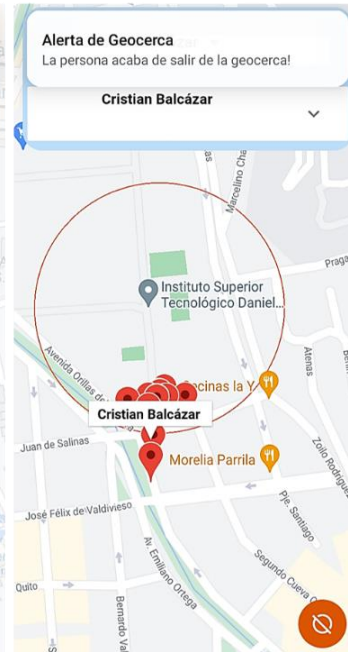 Alerta de Geocerca
La persona acaba de salir de la geocerca!
Cristian Balcázar
Marcelino Cha
Praga
Instituto Superior
Tecnológico Daniel...
Atenas
Avenida Orillas de
Cocinas la Y
Cristian Balcázar
Zoilo Rodríguez
Juan de Salinas
Morelia Parrila
José Félix de Valdivieso
Pje. Santiago
Av. Emiliano Ortega
Segundo Cueva C
Quito
Bernardo Val